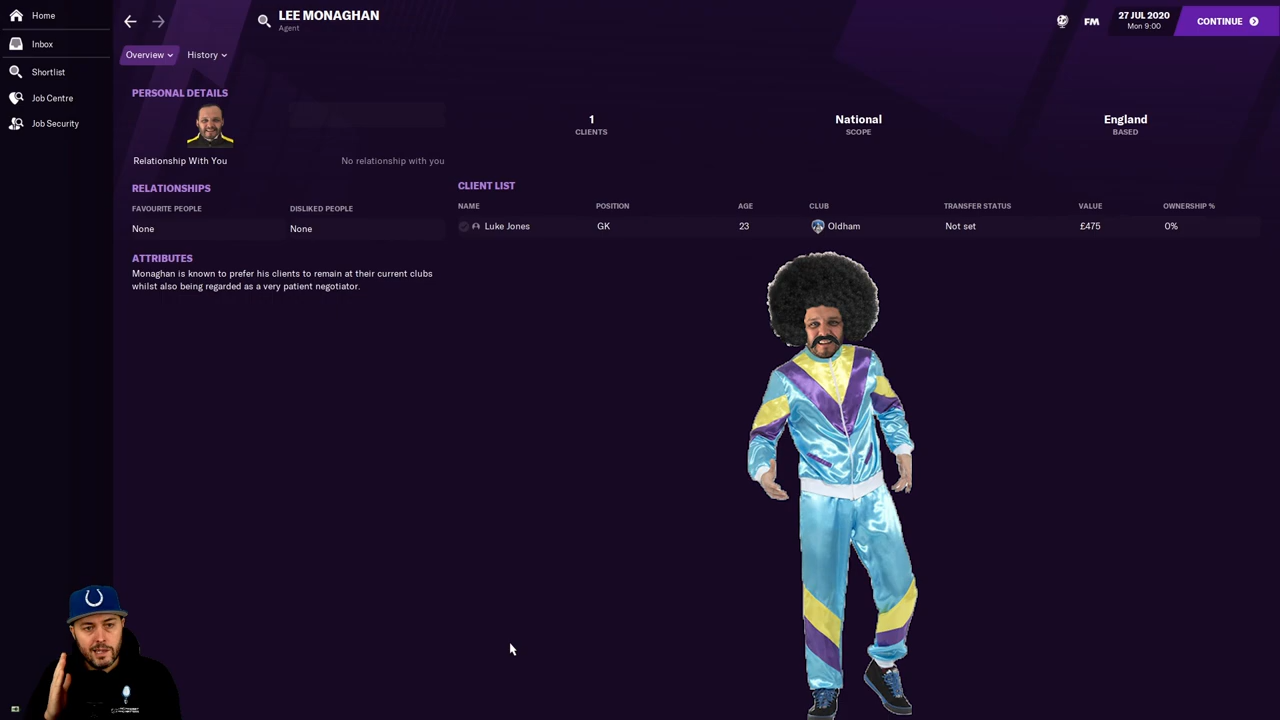 Home
Inbox
Shortlist
Job Centre
Job Security
LEE MONAGHAN
Agent
FM
27 JUL 2020
Mon 9:00
CONTINUE
Overview
History
PERSONAL DETAILS
1
CLIENTS
National
SCOPE
England
BASED
Relationship With You
No relationship with you
RELATIONSHIPS
FAVOURITE PEOPLE
DISLIKED PEOPLE
None
None
ATTRIBUTES
Monaghan is known to prefer his clients to remain at their current clubs
whilst also being regarded as a very patient negotiator.
CLIENT LIST
NAME
POSITION
AGE
CLUB
TRANSFER STATUS
VALUE
OWNERSHIP %
Luke Jones
GK
23
Oldham
Not set
£475
0%